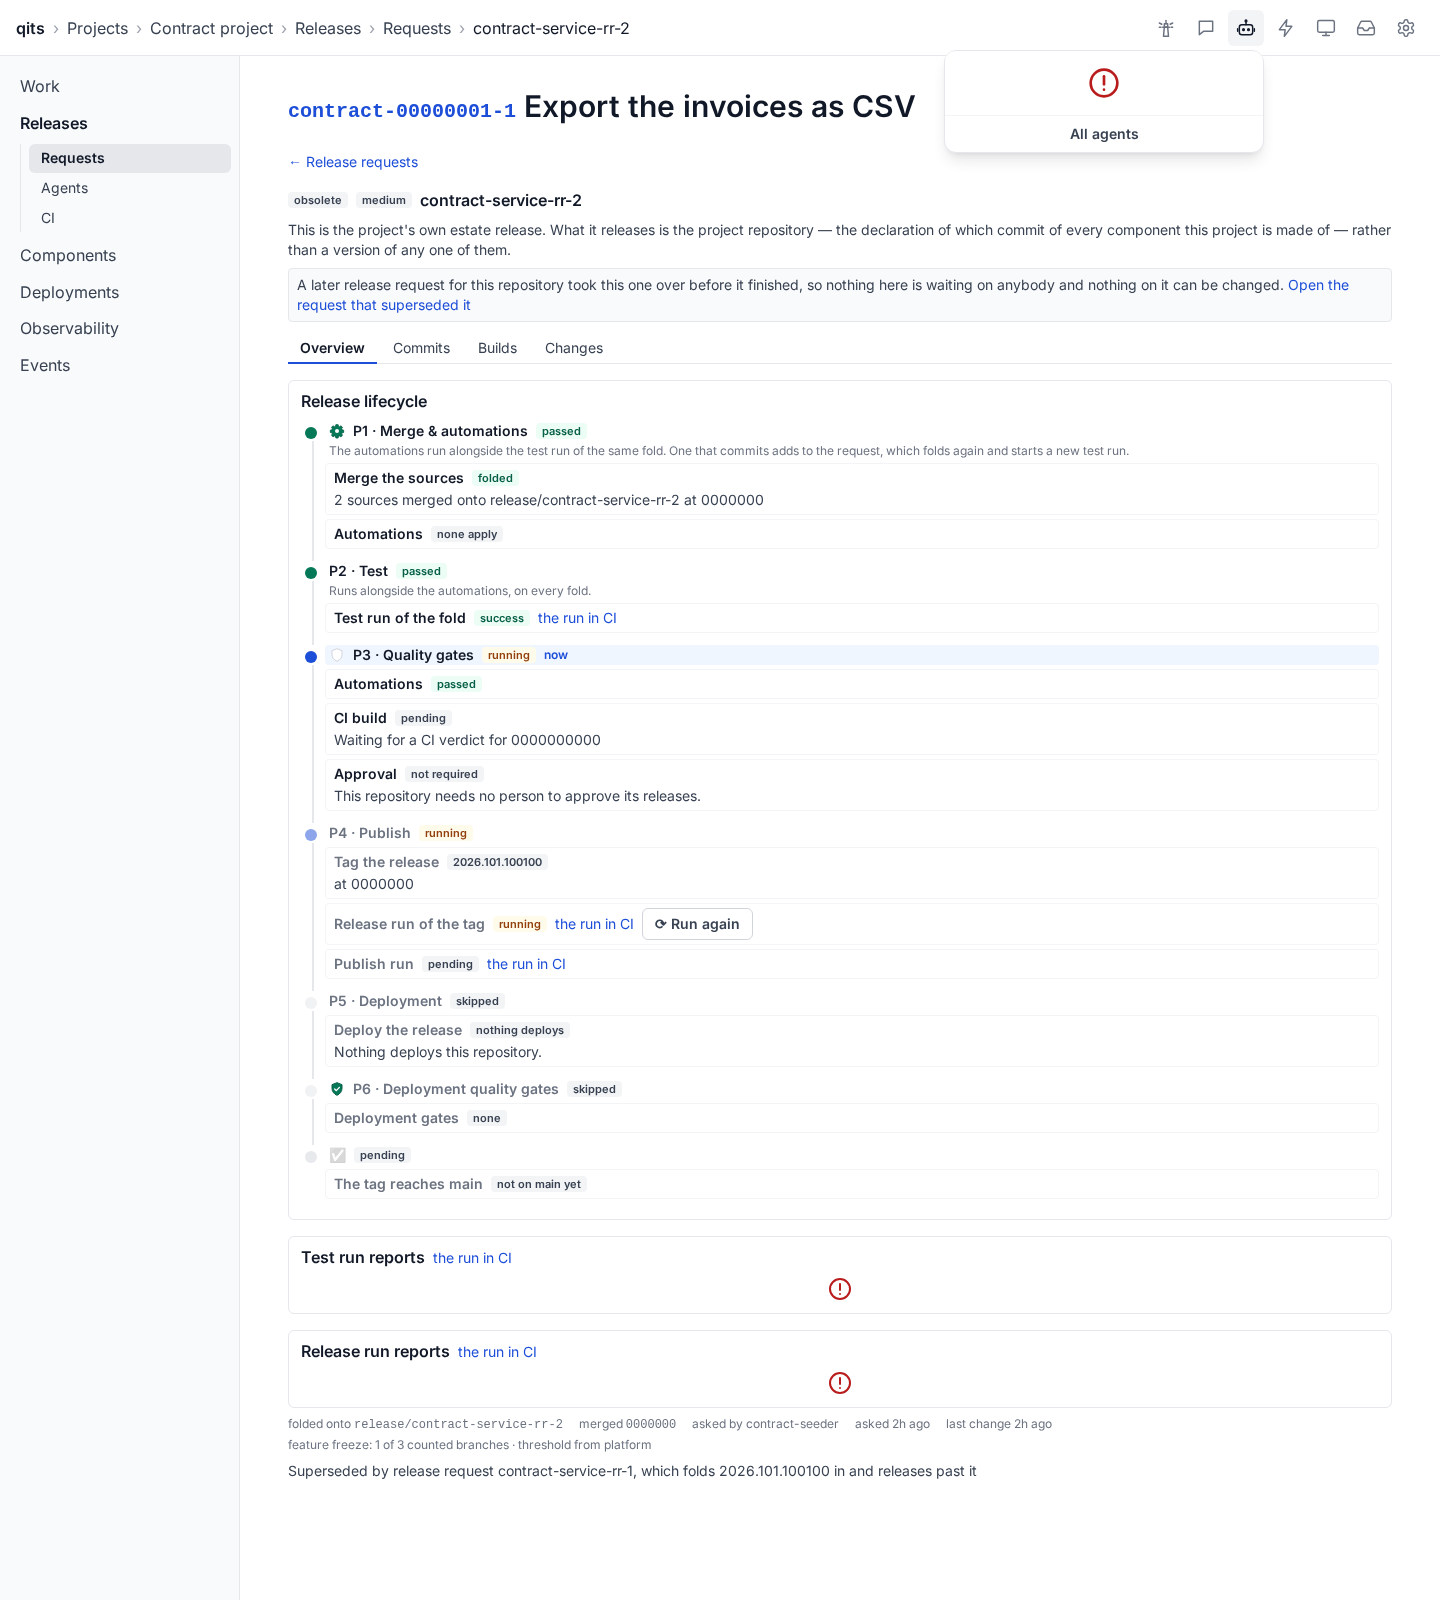 qits › Projects › Contract project › Releases › Requests › contract-service-rr-2
All agents
Work
Releases
Requests
Agents
CI
Components
Deployments
Observability
Events
contract-00000001-1 Export the invoices as CSV
← Release requests
obsolete medium contract-service-rr-2
This is the project's own estate release. What it releases is the project repository — the declaration of which commit of every component this project is made of — rather
than a version of any one of them.
A later release request for this repository took this one over before it finished, so nothing here is waiting on anybody and nothing on it can be changed. Open the
request that superseded it
Overview Commits Builds Changes
Release lifecycle
P1 · Merge & automations passed
The automations run alongside the test run of the same fold. One that commits adds to the request, which folds again and starts a new test run.
Merge the sources folded
2 sources merged onto release/contract-service-rr-2 at 0000000
Automations none apply
P2 · Test passed
Runs alongside the automations, on every fold.
Test run of the fold success the run in CI
P3 · Quality gates running now
Automations passed
CI build pending
Waiting for a CI verdict for 0000000000
Approval not required
This repository needs no person to approve its releases.
P4 · Publish running
Tag the release 2026.101.100100
at 0000000
Release run of the tag running the run in CI ⟳ Run again
Publish run pending the run in CI
P5 · Deployment skipped
Deploy the release nothing deploys
Nothing deploys this repository.
P6 · Deployment quality gates skipped
Deployment gates none
pending
The tag reaches main not on main yet
Test run reports the run in CI
Release run reports the run in CI
folded onto release/contract-service-rr-2 merged 0000000 asked by contract-seeder asked 2h ago last change 2h ago
feature freeze: 1 of 3 counted branches · threshold from platform
Superseded by release request contract-service-rr-1, which folds 2026.101.100100 in and releases past it